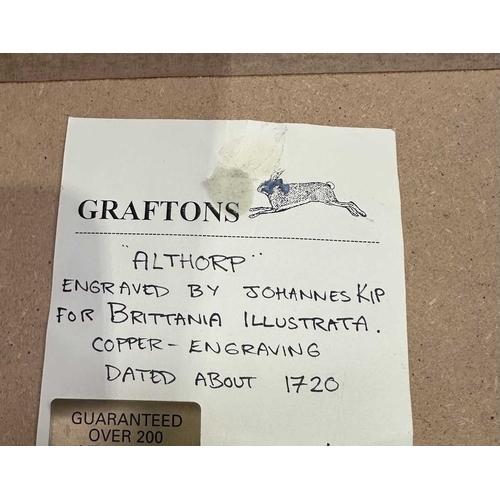 GRAFTONS
"ALTHORP"
ENGRAVED BY JOHANNES KIP
FOR BRITTANIA ILLUSTRATA.
COPPER-ENGRAVING
DATED ABOUT 1720
GUARANTEED
OVER 200